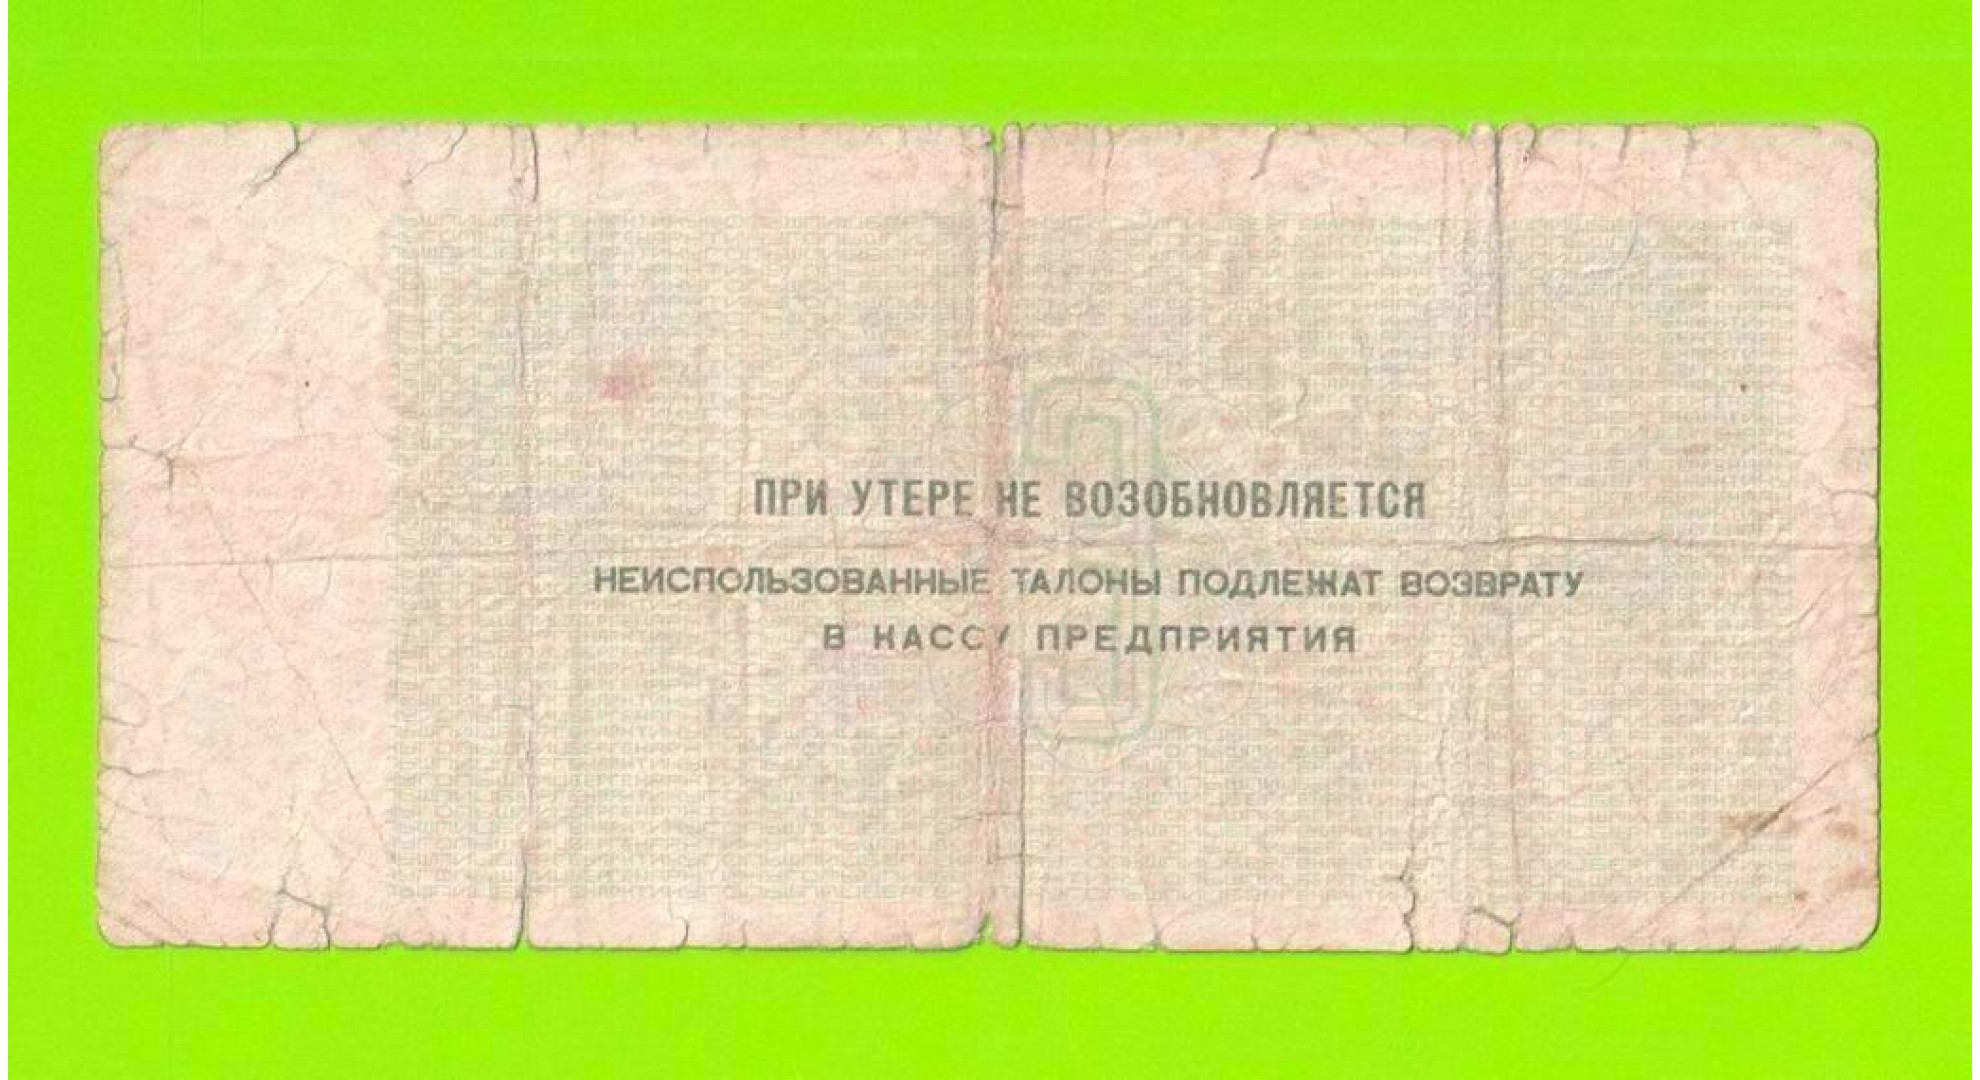 ПРИ УТЕРЕ НЕ ВОЗОБНОВЛЯЕТСЯ
НЕИСПОЛЬЗОВАННЫЕ ТАЛОНЫ ПОДЛЕЖАТ ВОЗВРАТУ
В КАССУ ПРЕДПРИЯТИЯ